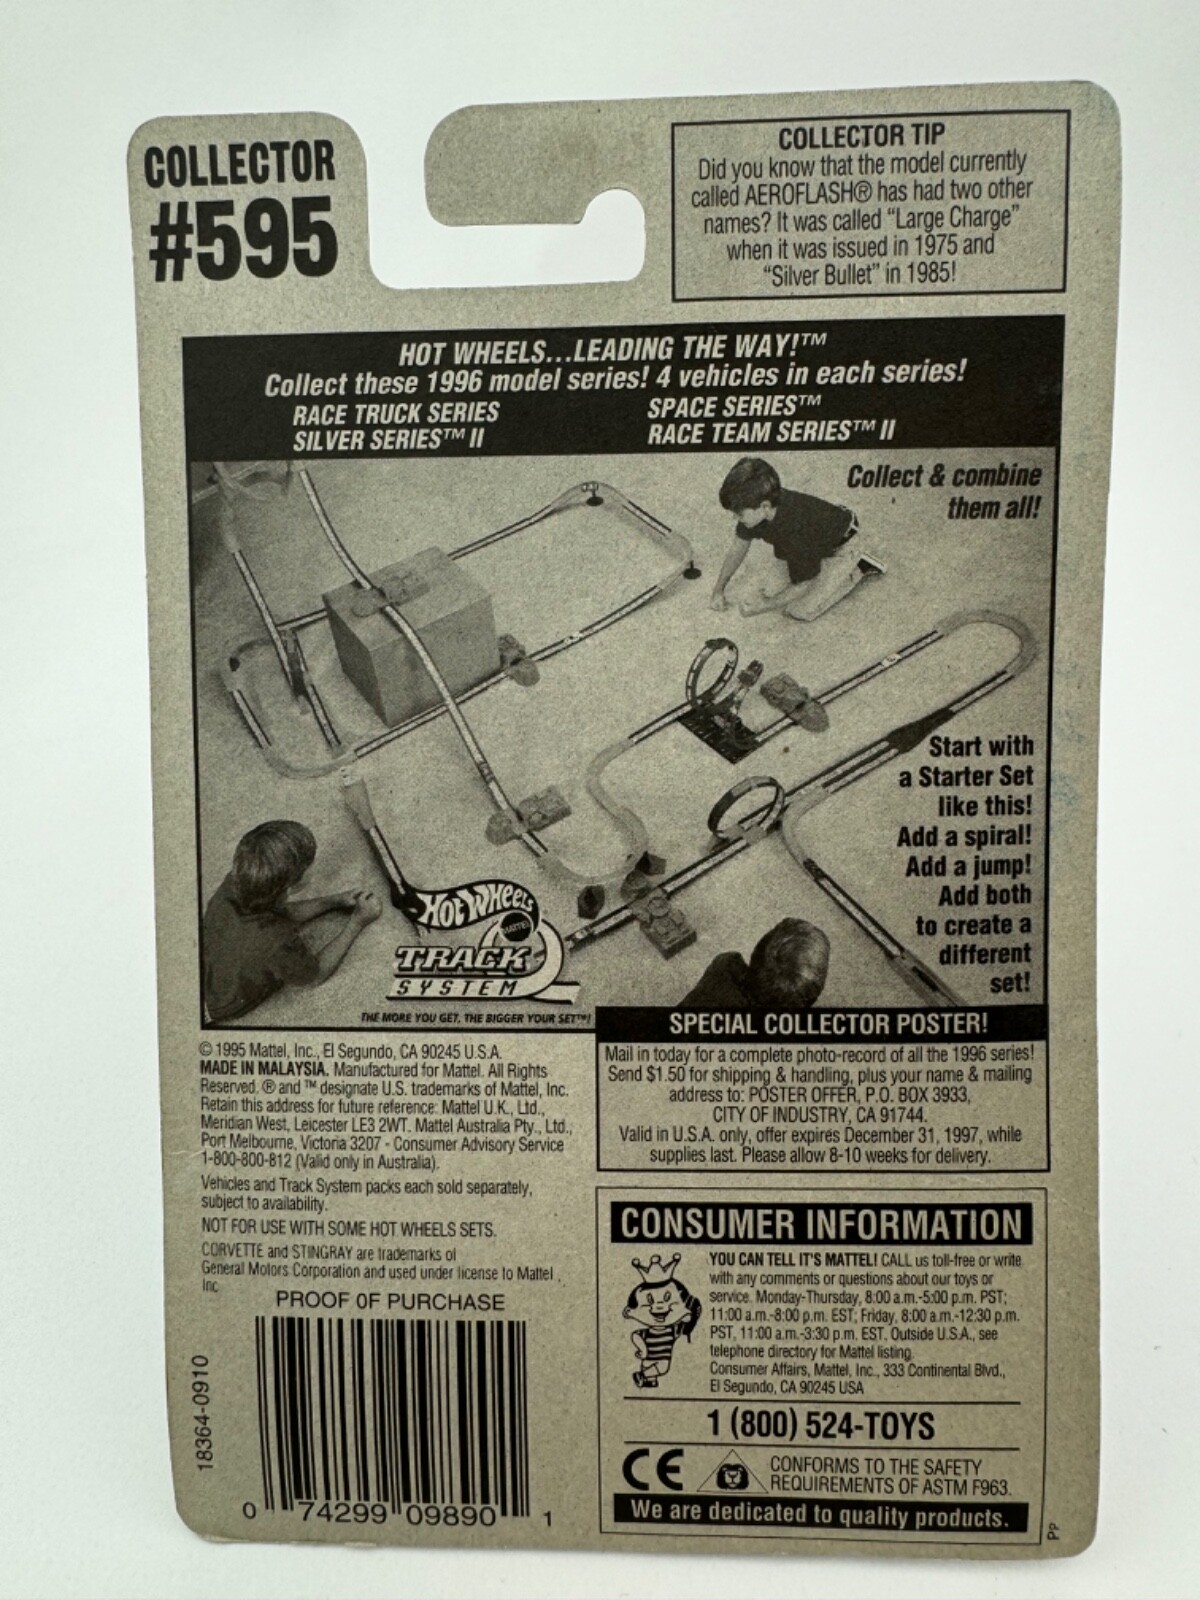 COLLECTOR
#595
COLLECTOR TIP
Did you know that the model currently
called AEROFLASH® has had two other
names? It was called “Large Charge”
when it was issued in 1975 and
“Silver Bullet” in 1985!
HOT WHEELS...LEADING THE WAY!™
Collect these 1996 model series! 4 vehicles in each series!
RACE TRUCK SERIES
SILVER SERIES™ II
SPACE SERIES™
RACE TEAM SERIES™ II
Collect & combine
them all!
Start with
a Starter Set
like this!
Add a spiral!
Add a jump!
Add both
to create a
different
set!
Hot Wheels
MATTEL
TRACK
SYSTEM
THE MORE YOU GET, THE BIGGER YOUR SET™!
© 1995 Mattel, Inc., El Segundo, CA 90245 U.S.A.
MADE IN MALAYSIA. Manufactured for Mattel. All Rights
Reserved. ® and ™ designate U.S. trademarks of Mattel, Inc.
Retain this address for future reference: Mattel U.K., Ltd.,
Meridian West, Leicester LE3 2WT. Mattel Australia Pty., Ltd.,
Port Melbourne, Victoria 3207 - Consumer Advisory Service
1-800-800-812 (Valid only in Australia).
Vehicles and Track System packs each sold separately,
subject to availability.
NOT FOR USE WITH SOME HOT WHEELS SETS.
CORVETTE and STINGRAY are trademarks of
General Motors Corporation and used under license to Mattel ,
Inc
PROOF OF PURCHASE
18364-0910
0 74299 09890 1
SPECIAL COLLECTOR POSTER!
Mail in today for a complete photo-record of all the 1996 series!
Send $1.50 for shipping & handling, plus your name & mailing
address to: POSTER OFFER, P.O. BOX 3933,
CITY OF INDUSTRY, CA 91744.
Valid in U.S.A. only, offer expires December 31, 1997, while
supplies last. Please allow 8-10 weeks for delivery.
CONSUMER INFORMATION
YOU CAN TELL IT'S MATTEL! CALL us toll-free or write
with any comments or questions about our toys or
service. Monday-Thursday, 8:00 a.m.-5:00 p.m. PST;
11:00 a.m.-8:00 p.m. EST; Friday, 8:00 a.m.-12:30 p.m.
PST, 11:00 a.m.-3:30 p.m. EST. Outside U.S.A., see
telephone directory for Mattel listing.
Consumer Affairs, Mattel, Inc., 333 Continental Blvd.,
El Segundo, CA 90245 USA
1 (800) 524-TOYS
CE
CONFORMS TO THE SAFETY
REQUIREMENTS OF ASTM F963.
We are dedicated to quality products.
PP